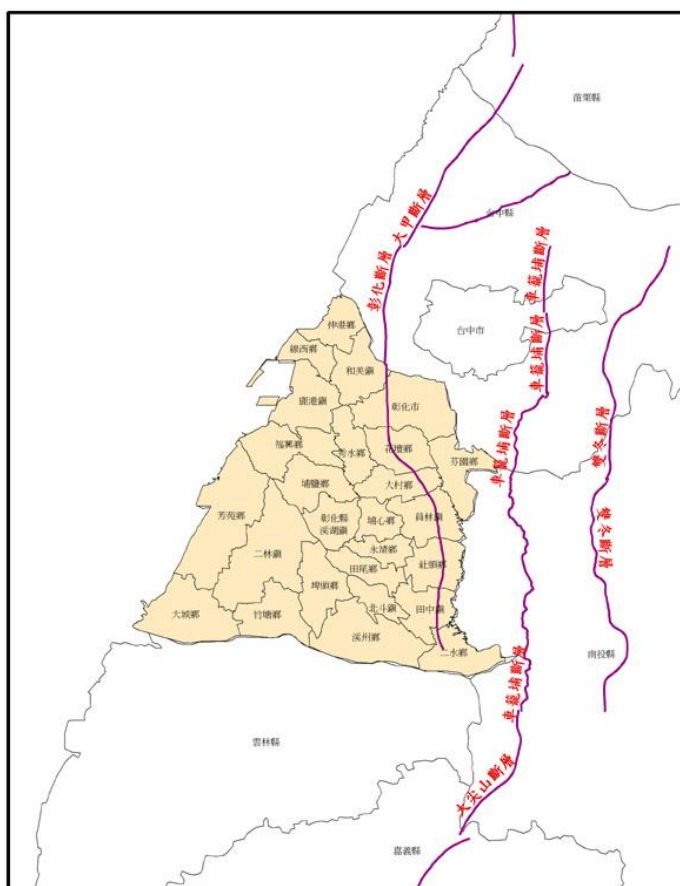 苗栗縣
大甲斷層
台中縣
彰化斷層
車籠埔斷層
伸港鄉
線西鄉
車籠埔斷層
台中市
和美鎮
鹿港鎮
彰化市
雙冬斷層
福興鄉
秀水鄉
花壇鄉
芬園鄉
車籠埔斷層
埔鹽鄉
大村鄉
芳苑鄉
彰化縣
溪湖鎮
埔心鄉
員林鎮
雙冬斷層
二林鎮
永靖鄉
田尾鄉
社頭鄉
埤頭鄉
大城鄉
竹塘鄉
北斗鎮
田中鎮
溪州鄉
二水鄉
南投縣
車籠埔斷層
雲林縣
大尖山斷層
嘉義縣